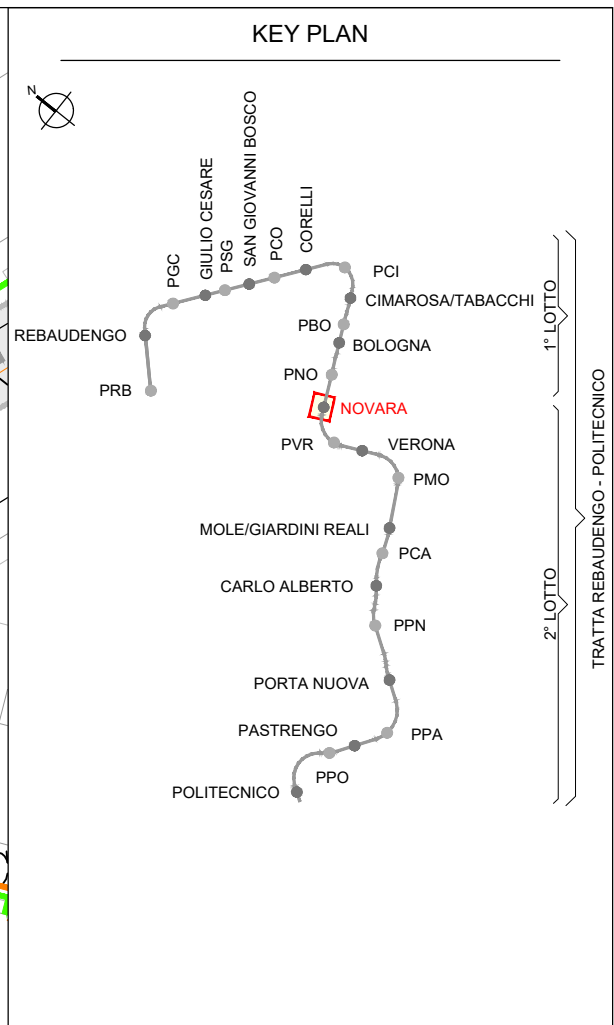 KEY PLAN
N
PGC
GIULIO CESARE
PSG
SAN GIOVANNI BOSCO
PCO
CORELLI
PCI
CIMAROSA/TABACCHI
REBAUDENGO
PBO
BOLOGNA
PNO
PRB
NOVARA
PVR
VERONA
PMO
MOLE/GIARDINI REALI
PCA
CARLO ALBERTO
PPN
PORTA NUOVA
PASTRENGO
PPA
PPO
POLITECNICO
1° LOTTO
2° LOTTO
TRATTA REBAUDENGO - POLITECNICO